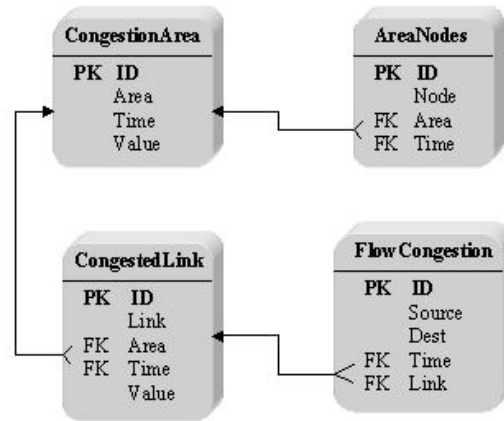 CongestionArea
PK ID
Area
Time
Value
AreaNodes
PK ID
Node
FK Area
FK Time
CongestedLink
PK ID
Link
FK Area
FK Time
Value
FlowCongestion
PK ID
Source
Dest
FK Time
FK Link